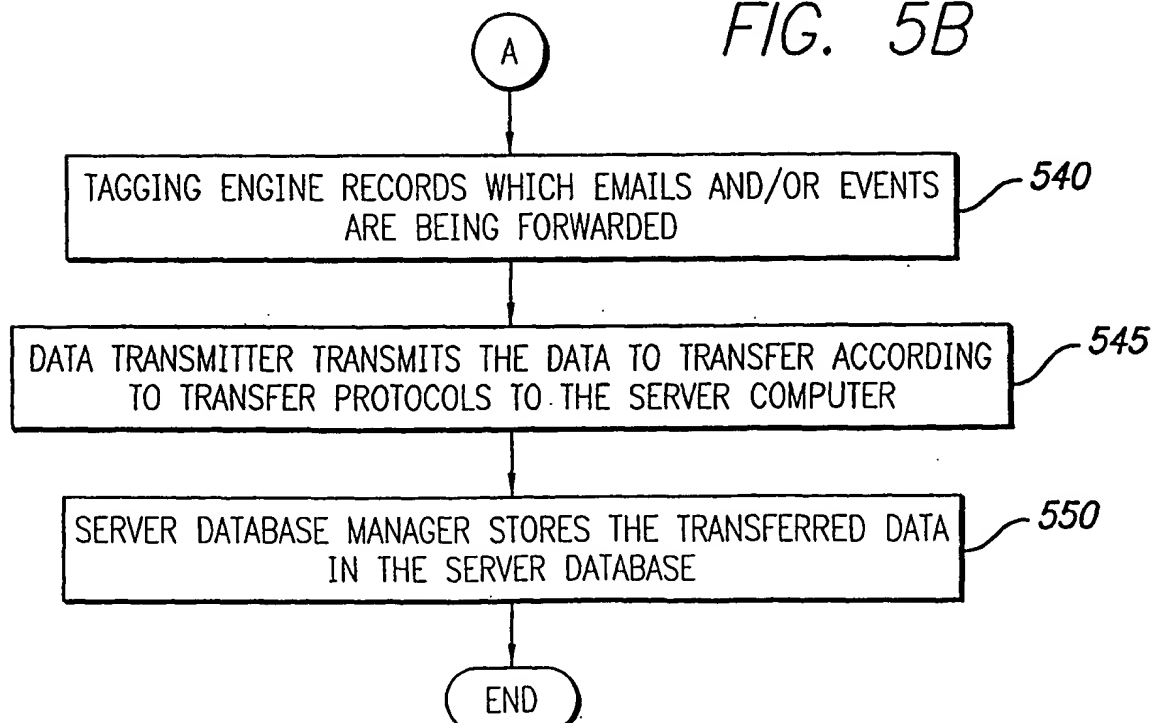 FIG. 5B
A
TAGGING ENGINE RECORDS WHICH EMAILS AND/OR EVENTS
ARE BEING FORWARDED
540
DATA TRANSMITTER TRANSMITS THE DATA TO TRANSFER ACCORDING
TO TRANSFER PROTOCOLS TO THE SERVER COMPUTER
545
SERVER DATABASE MANAGER STORES THE TRANSFERRED DATA
IN THE SERVER DATABASE
550
END